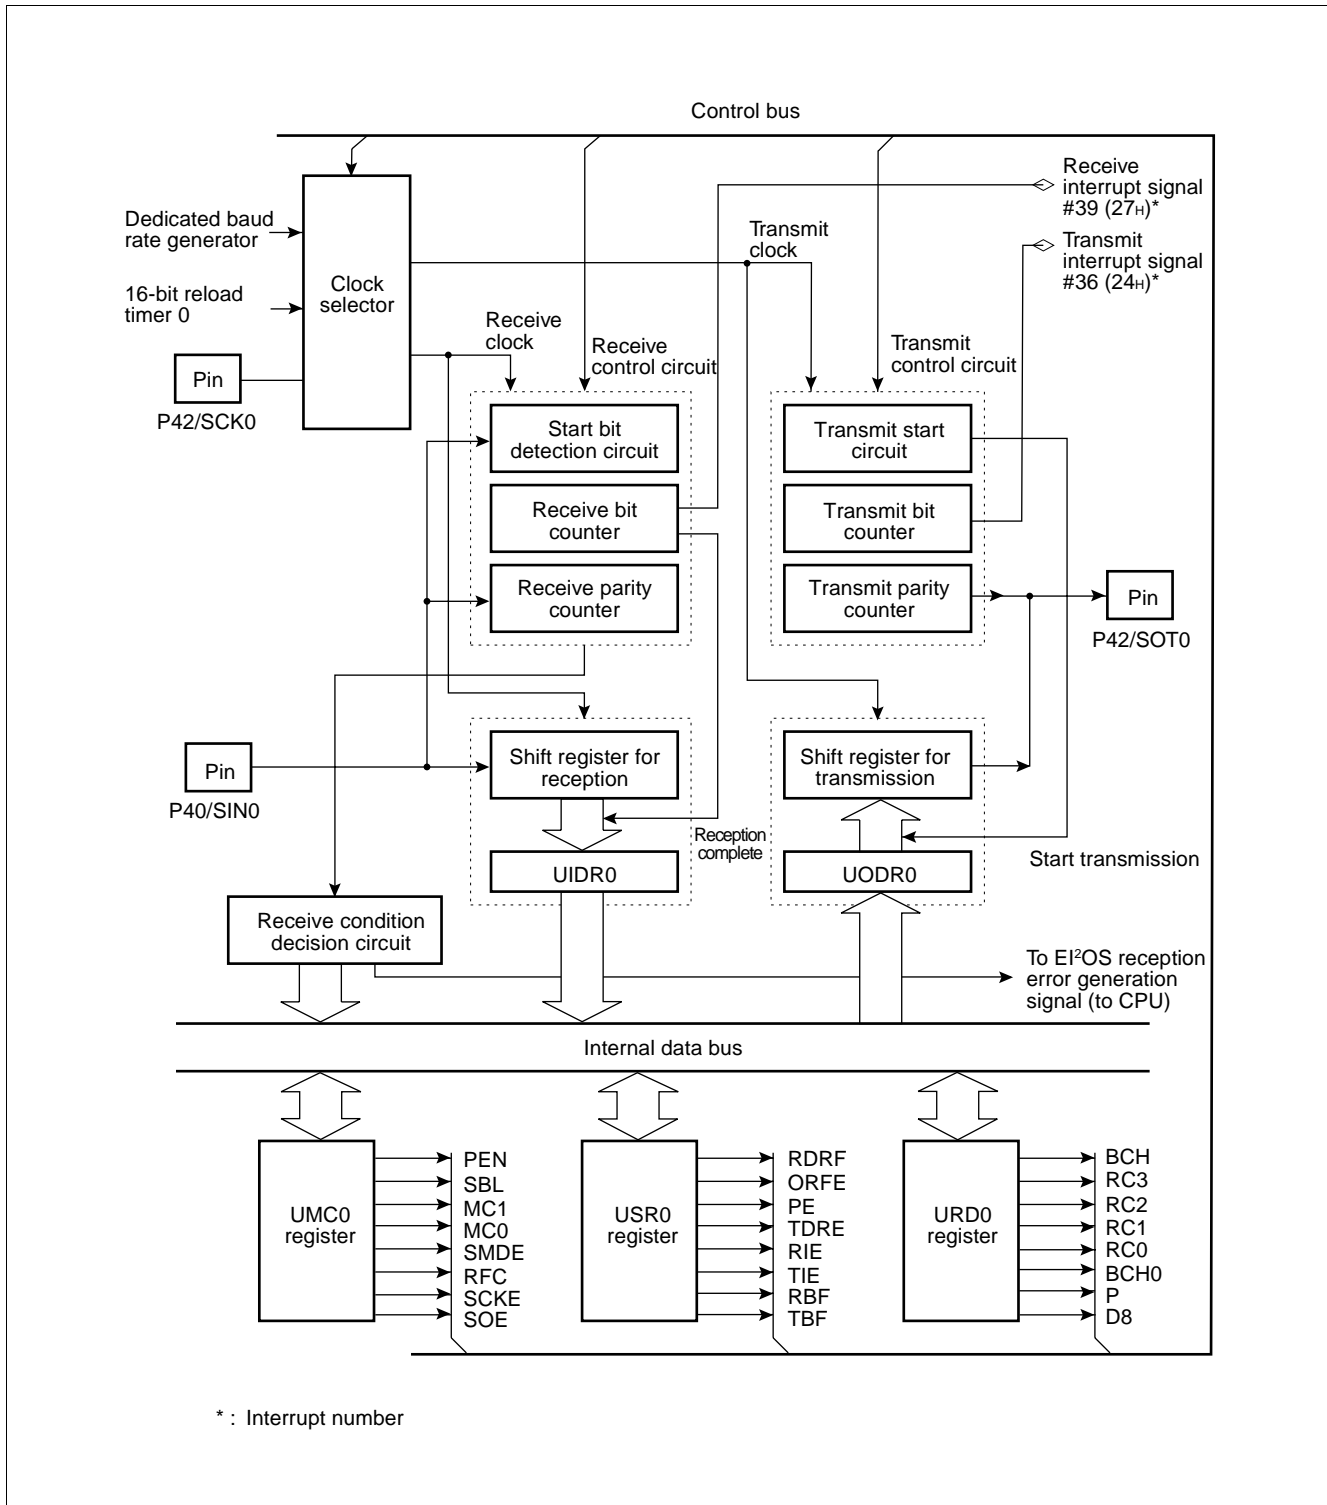 Control bus
Receive
interrupt signal
#39 (27H)*
Transmit
interrupt signal
#36 (24H)*
Dedicated baud
rate generator
16-bit reload
timer 0
Clock
selector
Pin
P42/SCK0
Transmit
clock
Receive
clock
Receive
control circuit
Transmit
control circuit
Start bit
detection circuit
Receive bit
counter
Receive parity
counter
Transmit start
circuit
Transmit bit
counter
Transmit parity
counter
Pin
P42/SOT0
Pin
P40/SIN0
Shift register for
reception
Shift register for
transmission
Reception
complete
Start transmission
UIDR0
UODR0
Receive condition
decision circuit
To EI²OS reception
error generation
signal (to CPU)
Internal data bus
UMC0
register
PEN
SBL
MC1
MC0
SMDE
RFC
SCKE
SOE
USR0
register
RDRF
ORFE
PE
TDRE
RIE
TIE
RBF
TBF
URD0
register
BCH
RC3
RC2
RC1
RC0
BCH0
P
D8
* : Interrupt number